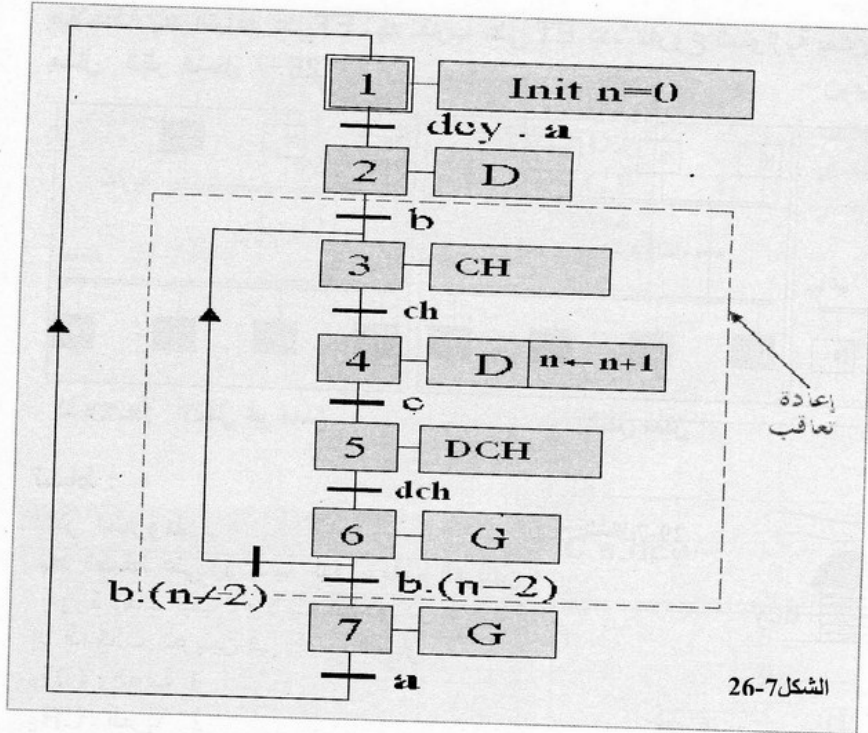 1 Init n=0
dcy . a
2 D
b
3 CH
ch
4 D n←n+1
c
5 DCH
dch
6 G
b.(n≠2) b.(n=2)
7 G
a
إعادة
تعاقب
الشكل7-26